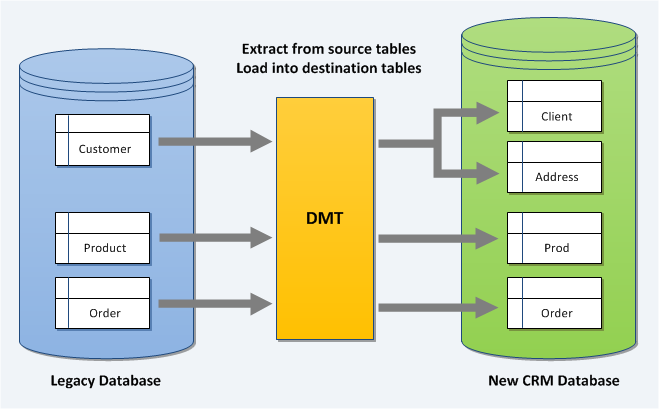 Extract from source tables
Load into destination tables
Customer
Product
Order
DMT
Client
Address
Prod
Order
Legacy Database
New CRM Database